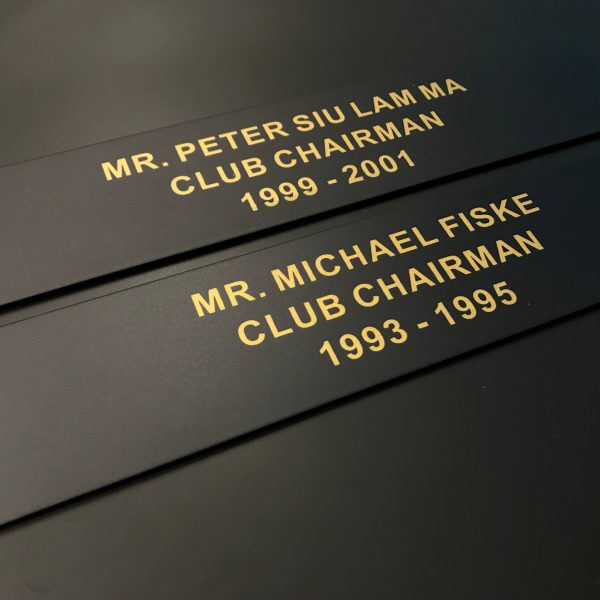 MR. PETER SIU LAM MA
CLUB CHAIRMAN
1999 - 2001
MR. MICHAEL FISKE
CLUB CHAIRMAN
1993 - 1995